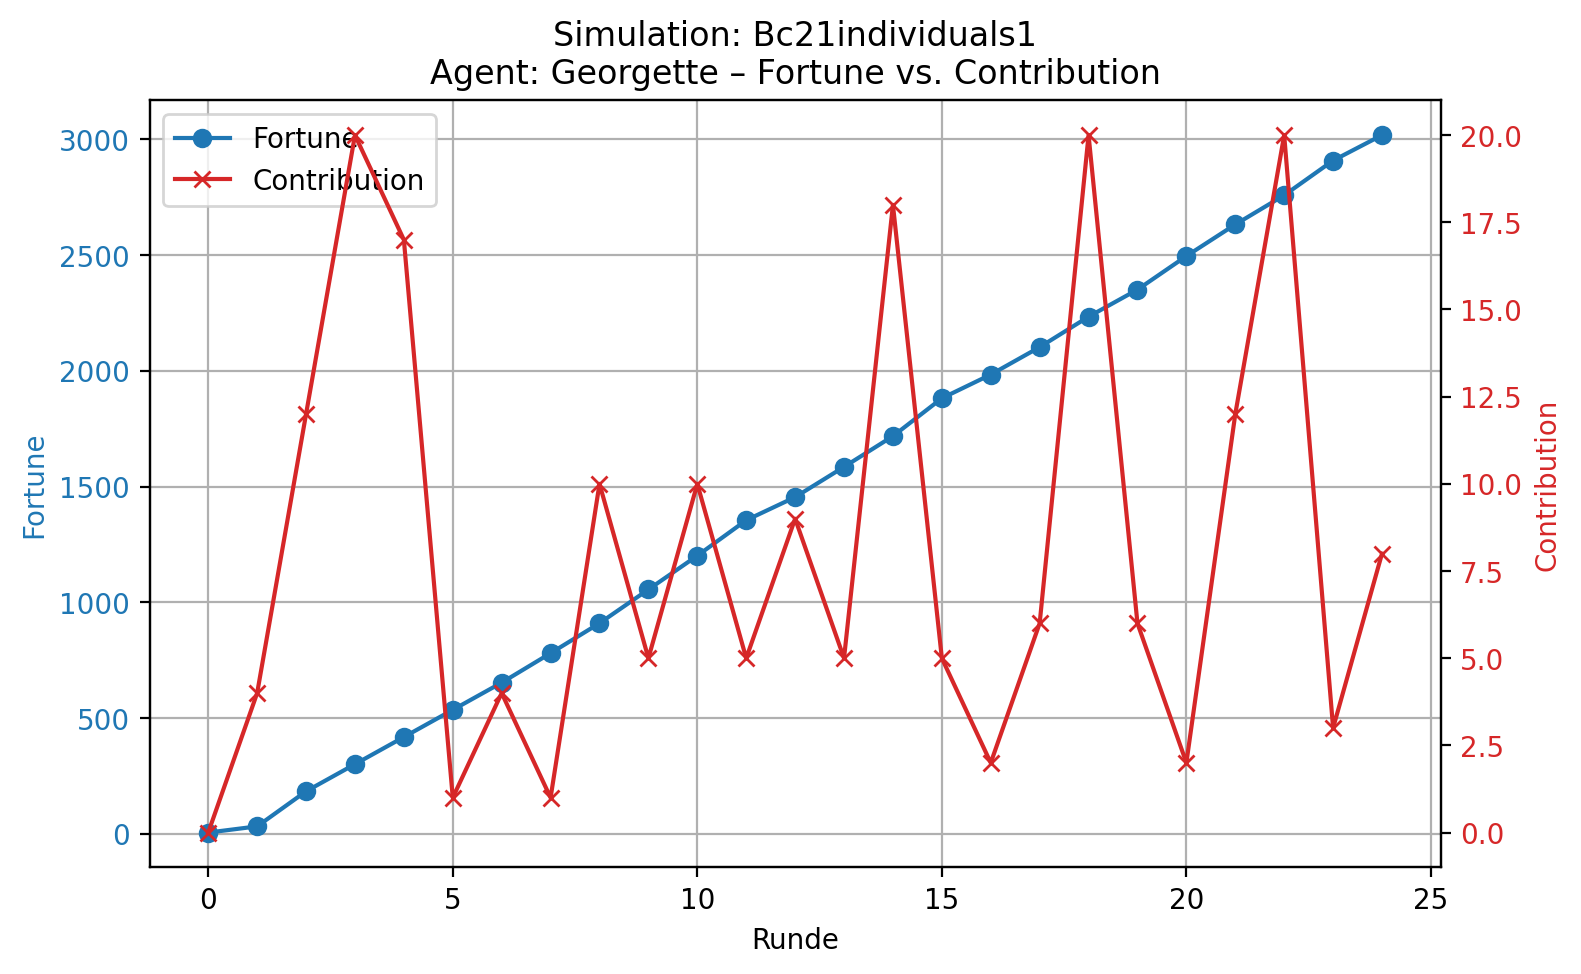 Simulation: Bc21individuals1
Agent: Georgette – Fortune vs. Contribution
Fortune
Contribution
3000
2500
2000
1500
1000
500
0
Fortune
20.0
17.5
15.0
12.5
10.0
7.5
5.0
2.5
0.0
Contribution
0 5 10 15 20 25
Runde